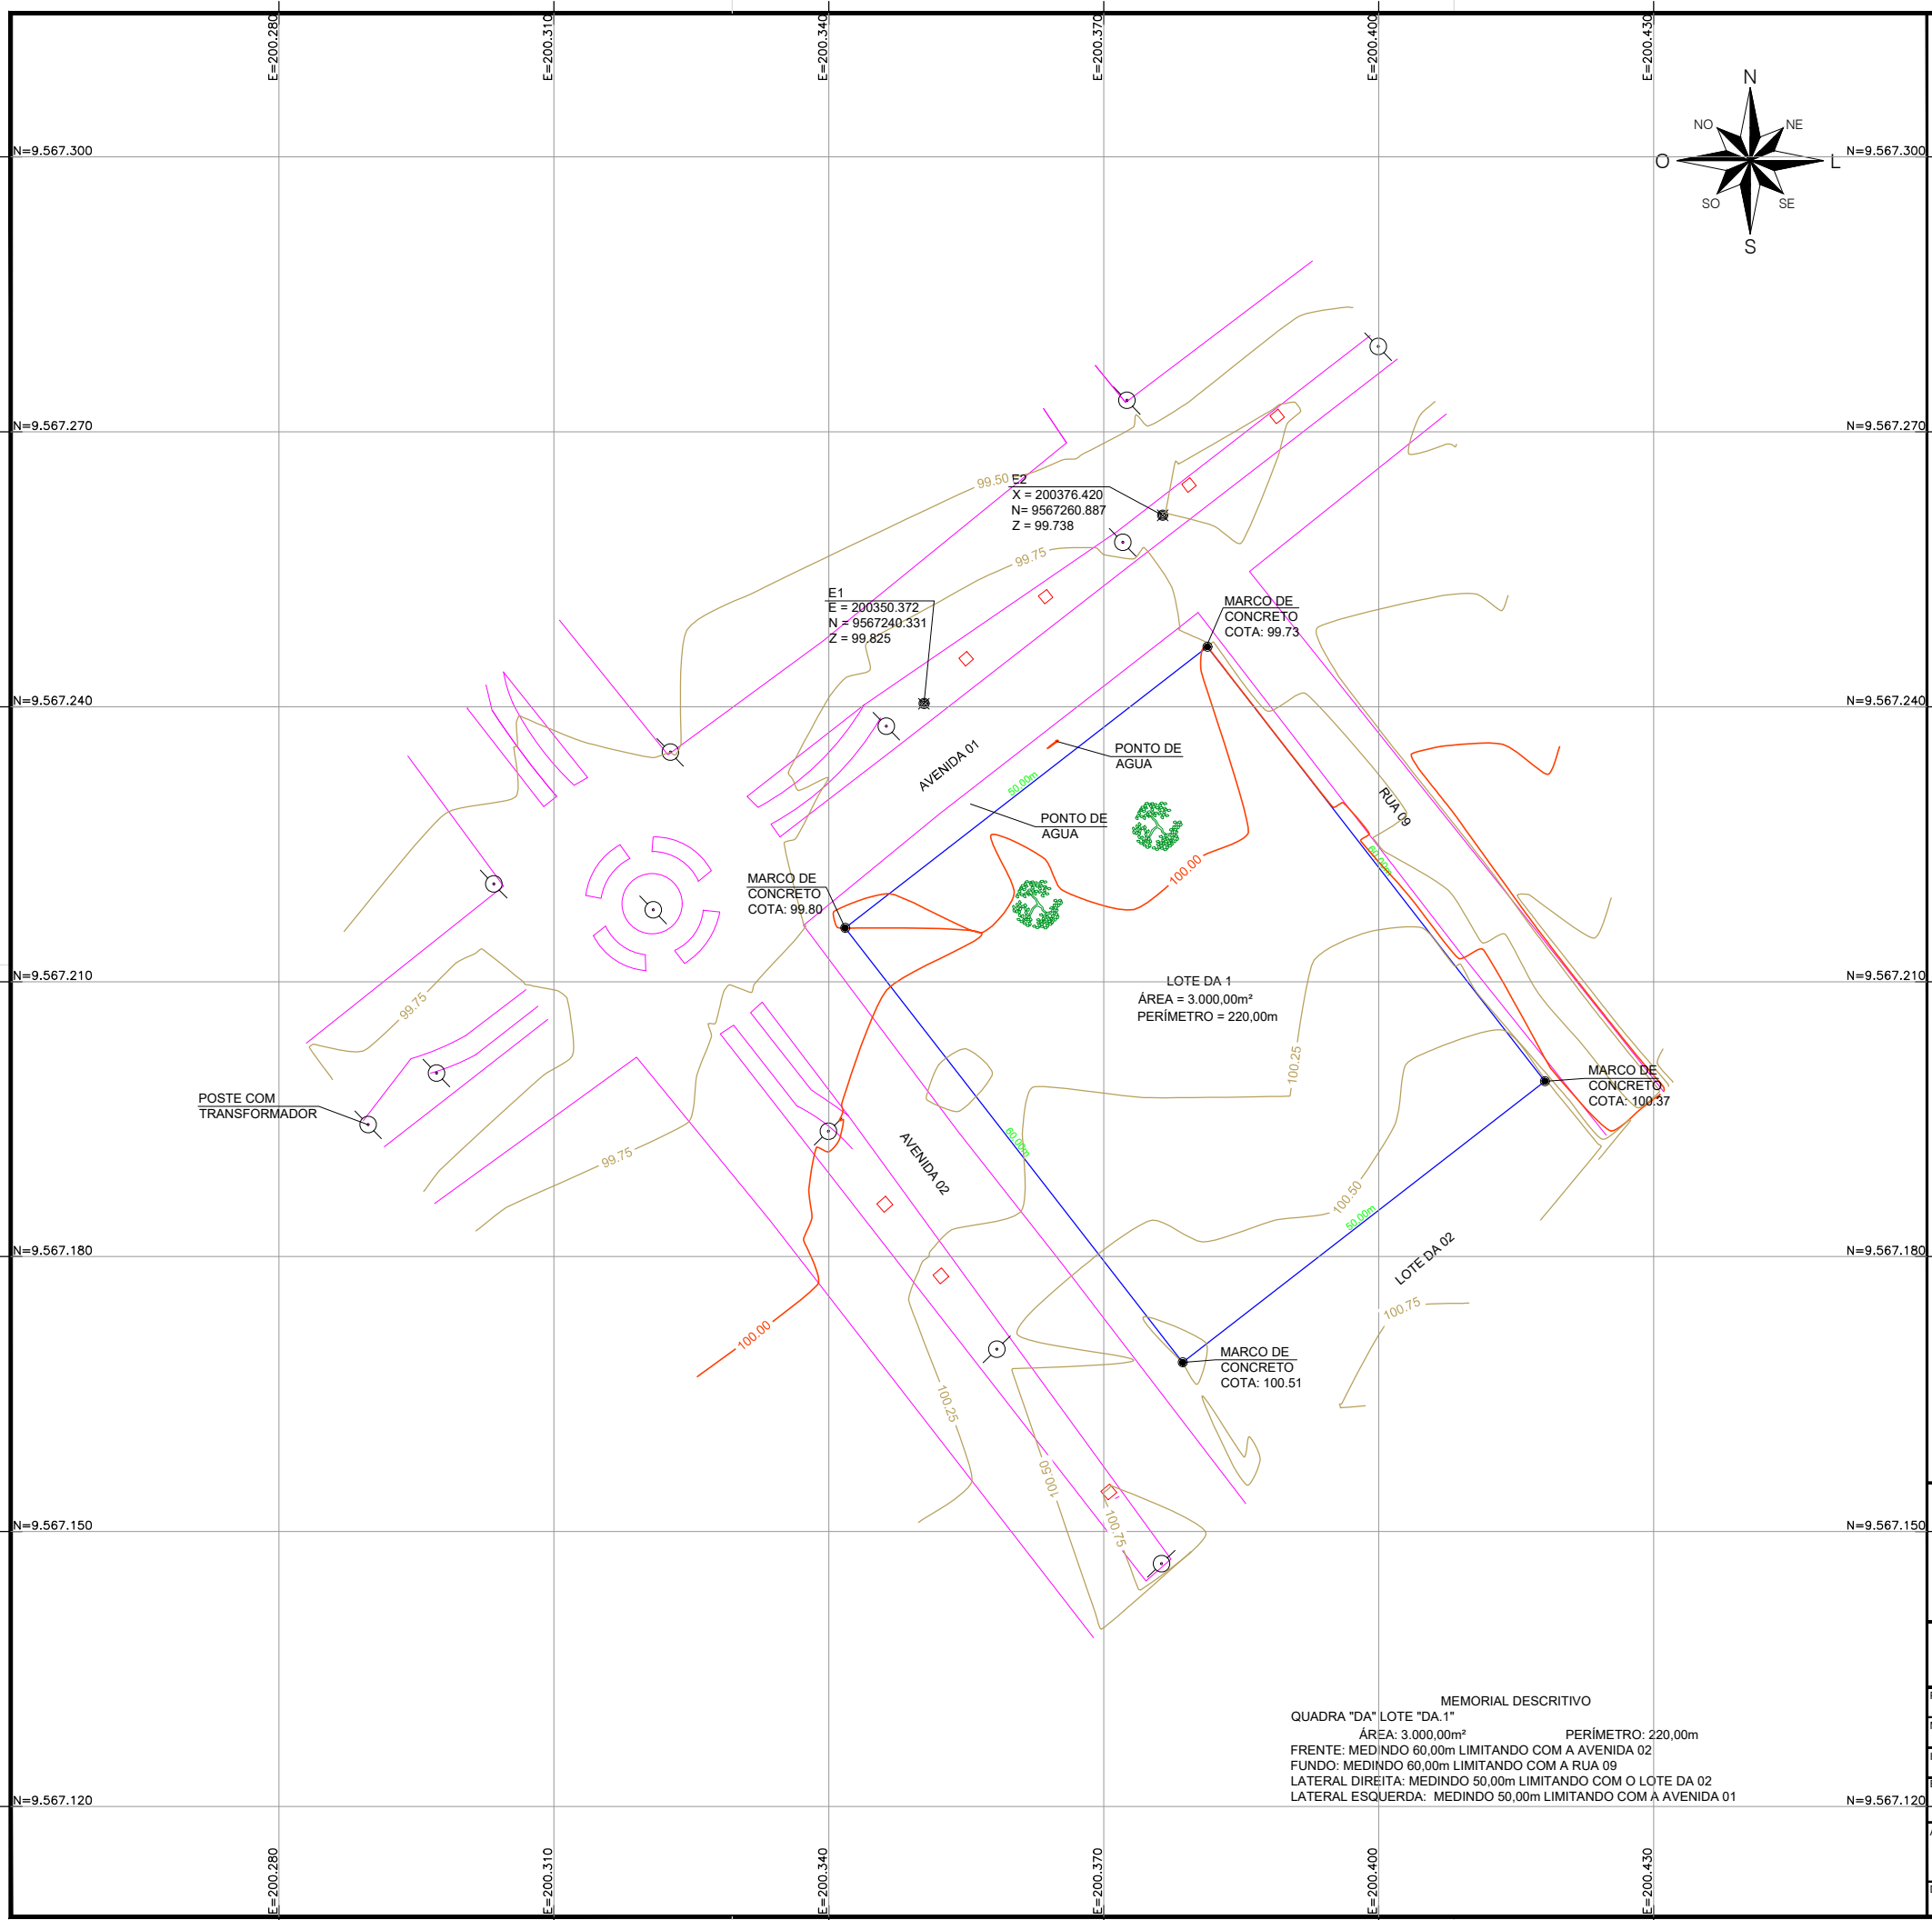 E=200.280
E=200.310
E=200.340
E=200.370
E=200.400
E=200.430
N
NO
NE
O
L
SO
SE
S
N=9.567.300
N=9.567.300
N=9.567.270
N=9.567.270
99.50
E2
X = 200376.420
N= 9567260.887
Z = 99.738
99.75
E1
E = 200350.372
N = 9567240.331
Z = 99.825
MARCO DE
CONCRETO
COTA: 99.73
N=9.567.240
N=9.567.240
AVENIDA 01
PONTO DE
AGUA
50.00m
PONTO DE
AGUA
RUA 09
60.00m
100.00
MARCO DE
CONCRETO
COTA: 99.80
N=9.567.210
N=9.567.210
LOTE DA 1
ÁREA = 3.000,00m²
PERÍMETRO = 220,00m
99.75
100.25
MARCO DE
CONCRETO
COTA: 100.37
POSTE COM
TRANSFORMADOR
99.75
AVENIDA 02
60.00m
100.50
50.00m
LOTE DA 02
N=9.567.180
N=9.567.180
100.75
100.00
MARCO DE
CONCRETO
COTA: 100.51
100.25
100.50
100.75
N=9.567.150
N=9.567.150
MEMORIAL DESCRITIVO
QUADRA "DA" LOTE "DA.1"
ÁREA: 3.000,00m² PERÍMETRO: 220,00m
FRENTE: MEDINDO 60,00m LIMITANDO COM A AVENIDA 02
FUNDO: MEDINDO 60,00m LIMITANDO COM A RUA 09
LATERAL DIREITA: MEDINDO 50,00m LIMITANDO COM O LOTE DA 02
LATERAL ESQUERDA: MEDINDO 50,00m LIMITANDO COM A AVENIDA 01
N=9.567.120
N=9.567.120
E=200.280
E=200.310
E=200.340
E=200.370
E=200.400
E=200.430